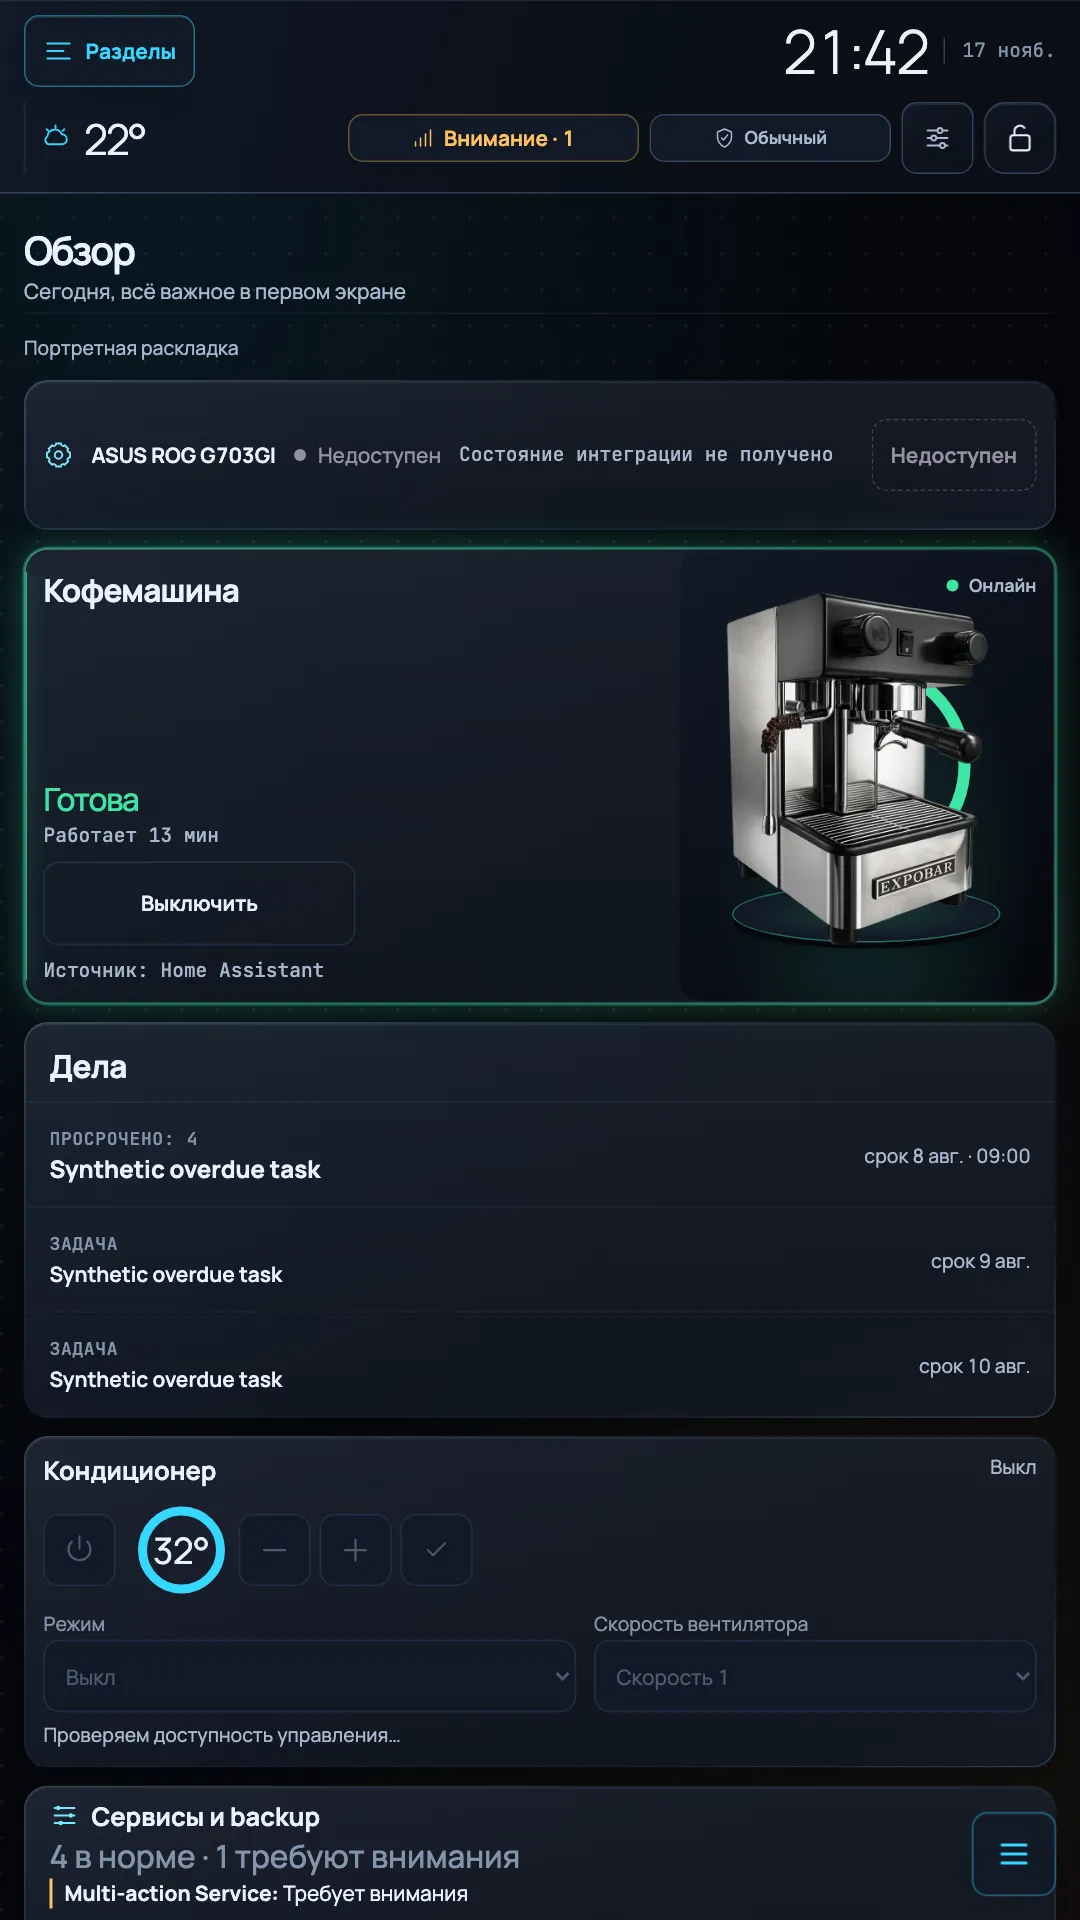 Разделы
21:42
17 нояб.
22°
Внимание · 1
Обычный
Обзор
Сегодня, всё важное в первом экране
Портретная раскладка
ASUS ROG G703GI
Недоступен
Состояние интеграции не получено
Недоступен
Кофемашина
Онлайн
EXPOBAR
Готова
Работает 13 мин
Выключить
Источник: Home Assistant
Дела
ПРОСРОЧЕНО: 4
Synthetic overdue task
срок 8 авг. · 09:00
ЗАДАЧА
Synthetic overdue task
срок 9 авг.
ЗАДАЧА
Synthetic overdue task
срок 10 авг.
Кондиционер
Выкл
32°
Режим
Скорость вентилятора
Выкл
Скорость 1
Проверяем доступность управления…
Сервисы и backup
4 в норме · 1 требуют внимания
Multi-action Service: Требует внимания